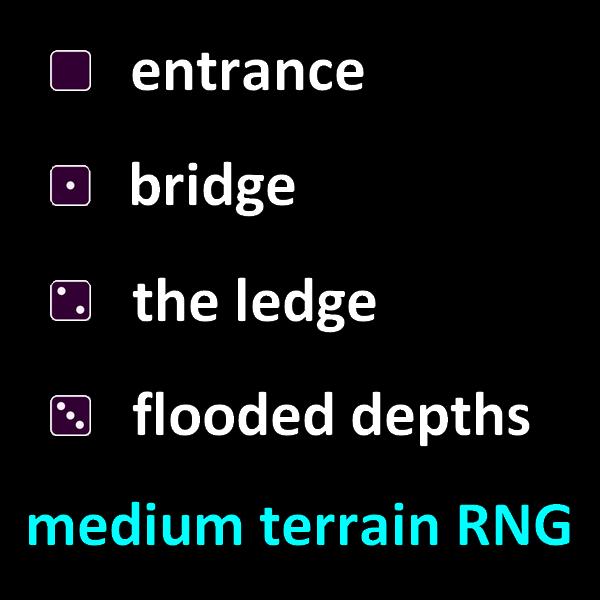 entrance
bridge
the ledge
flooded depths
medium terrain RNG